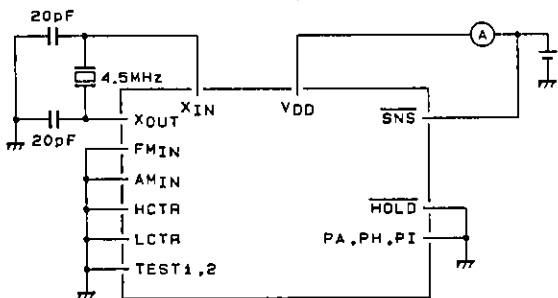 20pF
A
4.5MHz
XIN
VDD
XOUT
SNS
20pF
FMIN
AMIN
HCTR
HOLD
LCTR
PA,PH,PI
TEST1,2